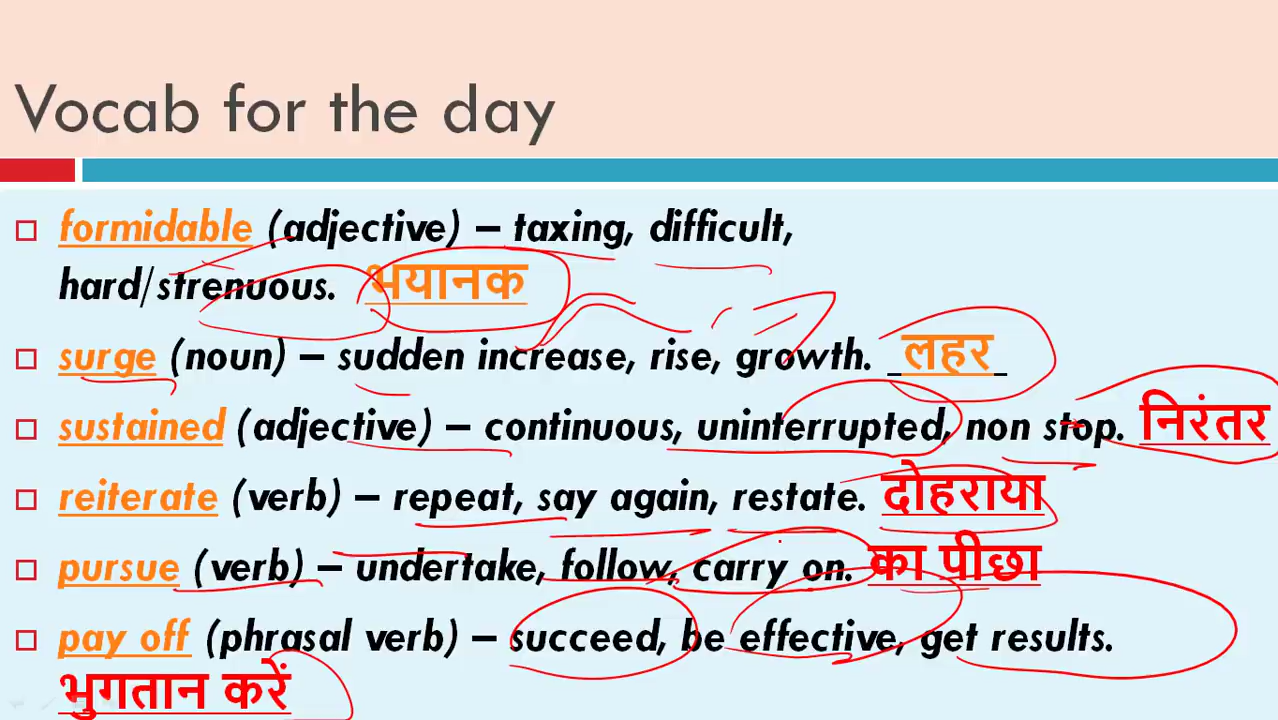 Vocab for the day
formidable (adjective) – taxing, difficult,
hard/strenuous. भयानक
surge (noun) – sudden increase, rise, growth. _लहर_
sustained (adjective) – continuous, uninterrupted, non stop. निरंतर
reiterate (verb) – repeat, say again, restate. दोहराया
pursue (verb) – undertake, follow, carry on. का पीछा
pay off (phrasal verb) – succeed, be effective, get results.
भुगतान करें